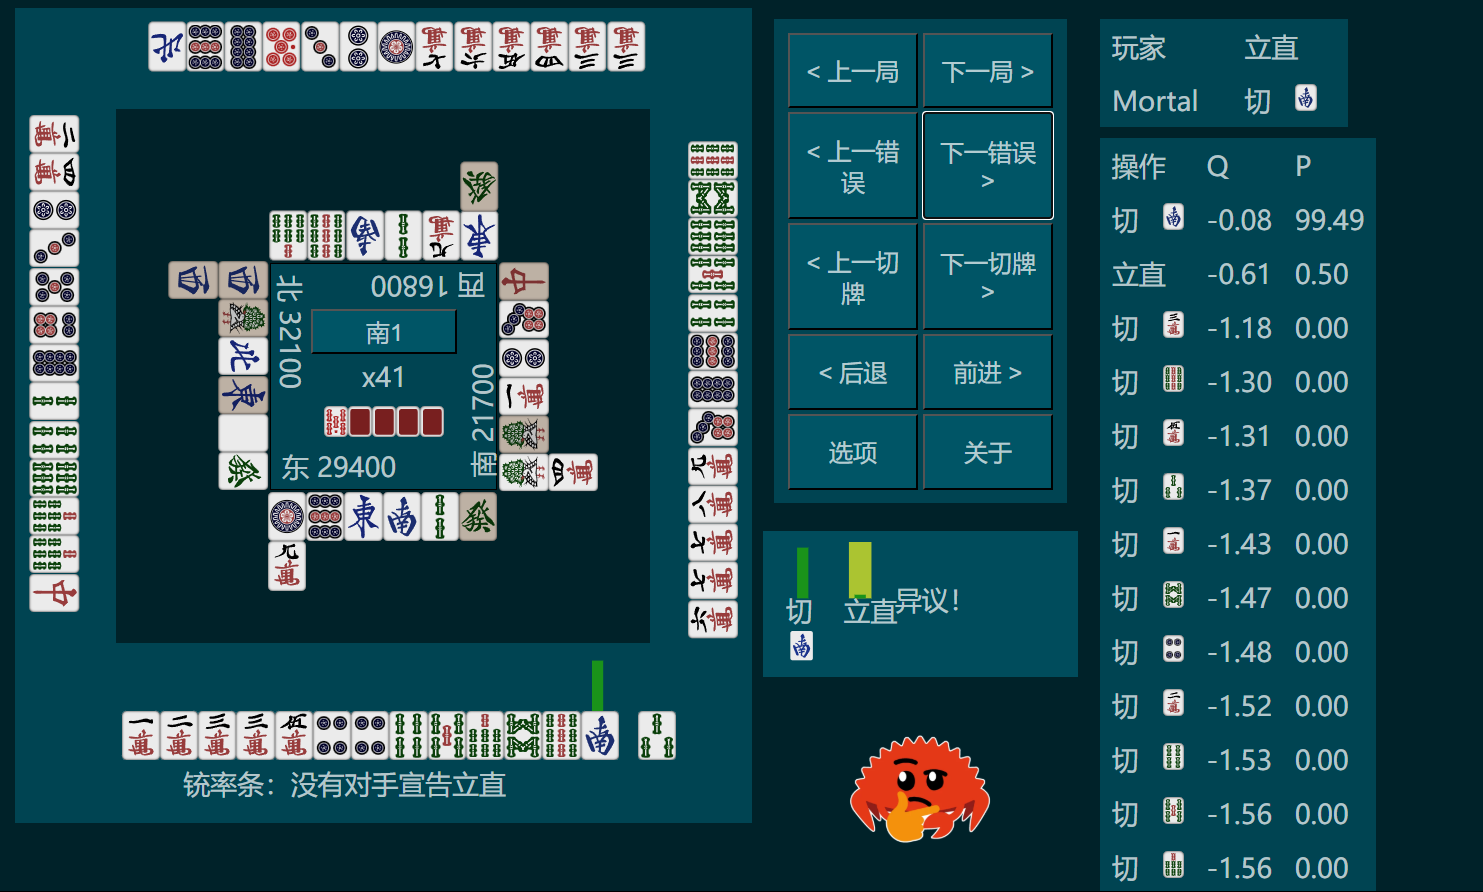 < 上一局
下一局 >
< 上一错误
下一错误 >
< 上一切牌
下一切牌 >
< 后退
前进 >
选项
关于
玩家 立直
Mortal 切
操作 Q P
切 -0.08 99.49
立直 -0.61 0.50
切 -1.18 0.00
切 -1.30 0.00
切 -1.31 0.00
切 -1.37 0.00
切 -1.43 0.00
切 -1.47 0.00
切 -1.48 0.00
切 -1.52 0.00
切 -1.53 0.00
切 -1.56 0.00
切 -1.56 0.00
西 16800
北 32100
南1
x41
南 21700
东 29400
切
立直
异议!
铳率条：没有对手宣告立直